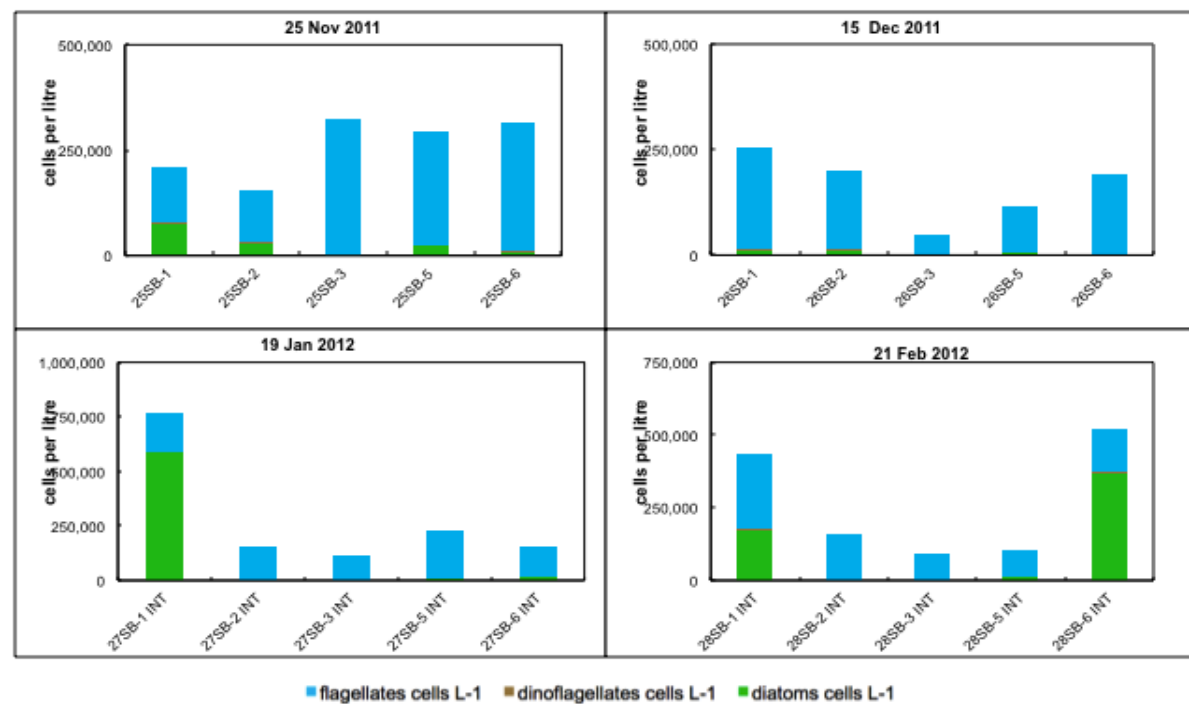 25 Nov 2011
cells per litre
500,000
250,000
0
25SB-1
25SB-2
25SB-3
25SB-5
25SB-6
15 Dec 2011
cells per litre
500,000
250,000
0
26SB-1
26SB-2
26SB-3
26SB-5
26SB-6
19 Jan 2012
cells per litre
1,000,000
750,000
500,000
250,000
0
27SB-1 INT
27SB-2 INT
27SB-3 INT
27SB-5 INT
27SB-6 INT
21 Feb 2012
cells per litre
750,000
500,000
250,000
0
28SB-1 INT
28SB-2 INT
28SB-3 INT
28SB-5 INT
28SB-6 INT
flagellates cells L-1 dinoflagellates cells L-1 diatoms cells L-1